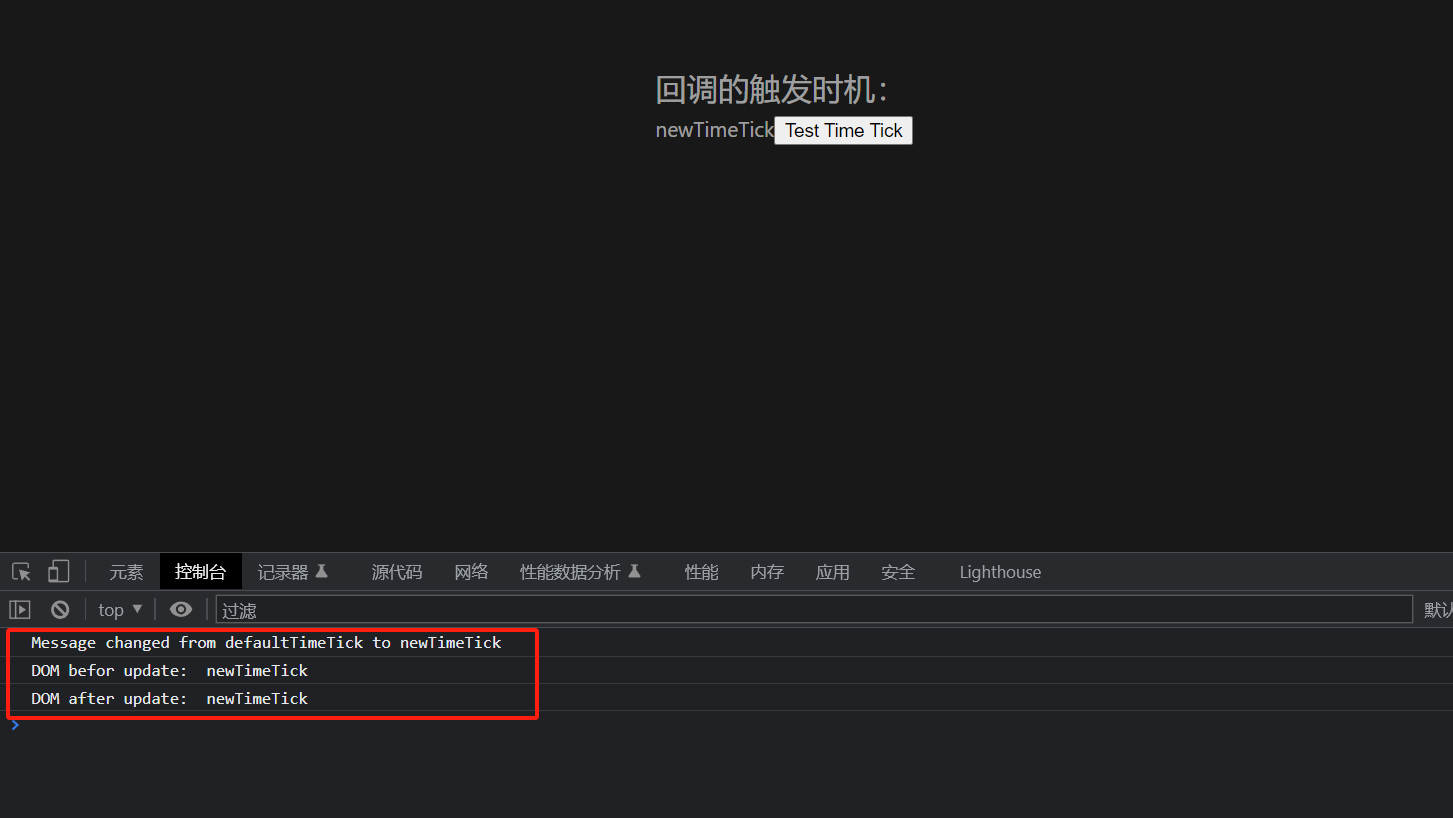 回调的触发时机：
newTimeTick Test Time Tick
元素 控制台 记录器 源代码 网络 性能数据分析 性能 内存 应用 安全 Lighthouse
top 过滤 默认
Message changed from defaultTimeTick to newTimeTick
DOM befor update: newTimeTick
DOM after update: newTimeTick